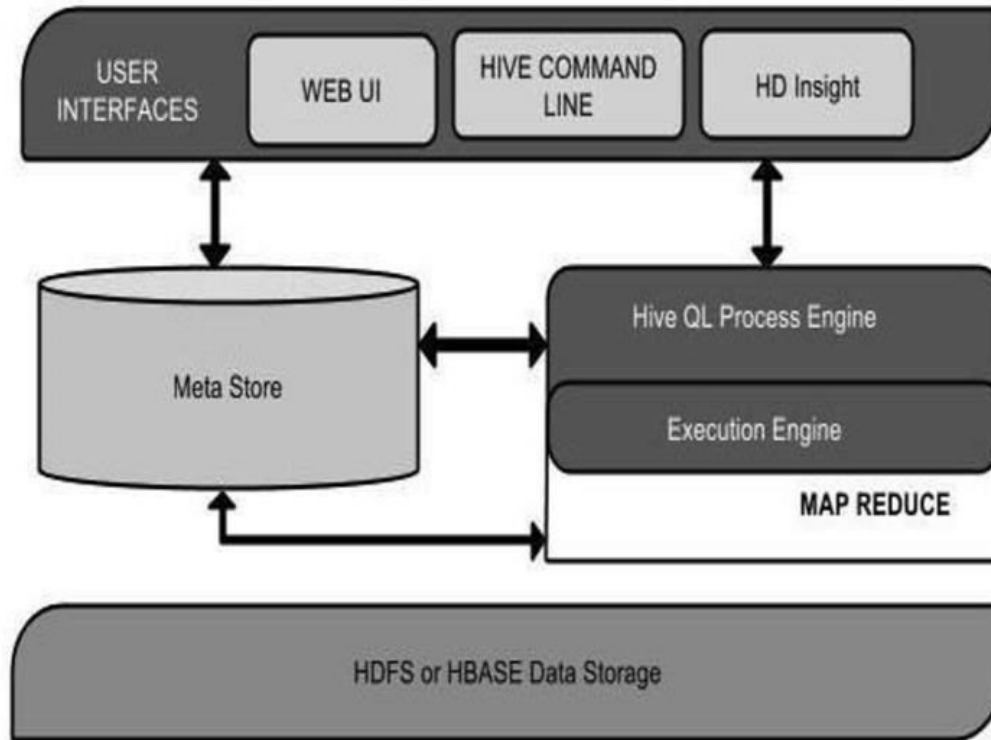 USER
INTERFACES
WEB UI
HIVE COMMAND
LINE
HD Insight
Meta Store
Hive QL Process Engine
Execution Engine
MAP REDUCE
HDFS or HBASE Data Storage